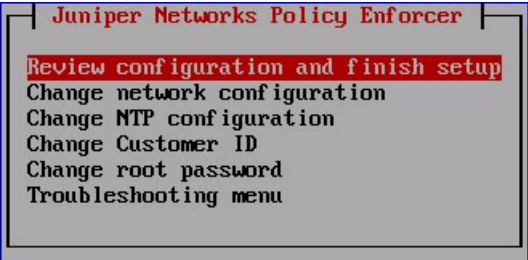 Juniper Networks Policy Enforcer
Review configuration and finish setup
Change network configuration
Change NTP configuration
Change Customer ID
Change root password
Troubleshooting menu